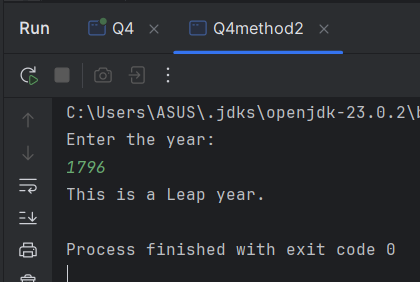 Run Q4 Q4method2
C:\Users\ASUS\.jdks\openjdk-23.0.2\b
Enter the year:
1796
This is a Leap year.
Process finished with exit code 0